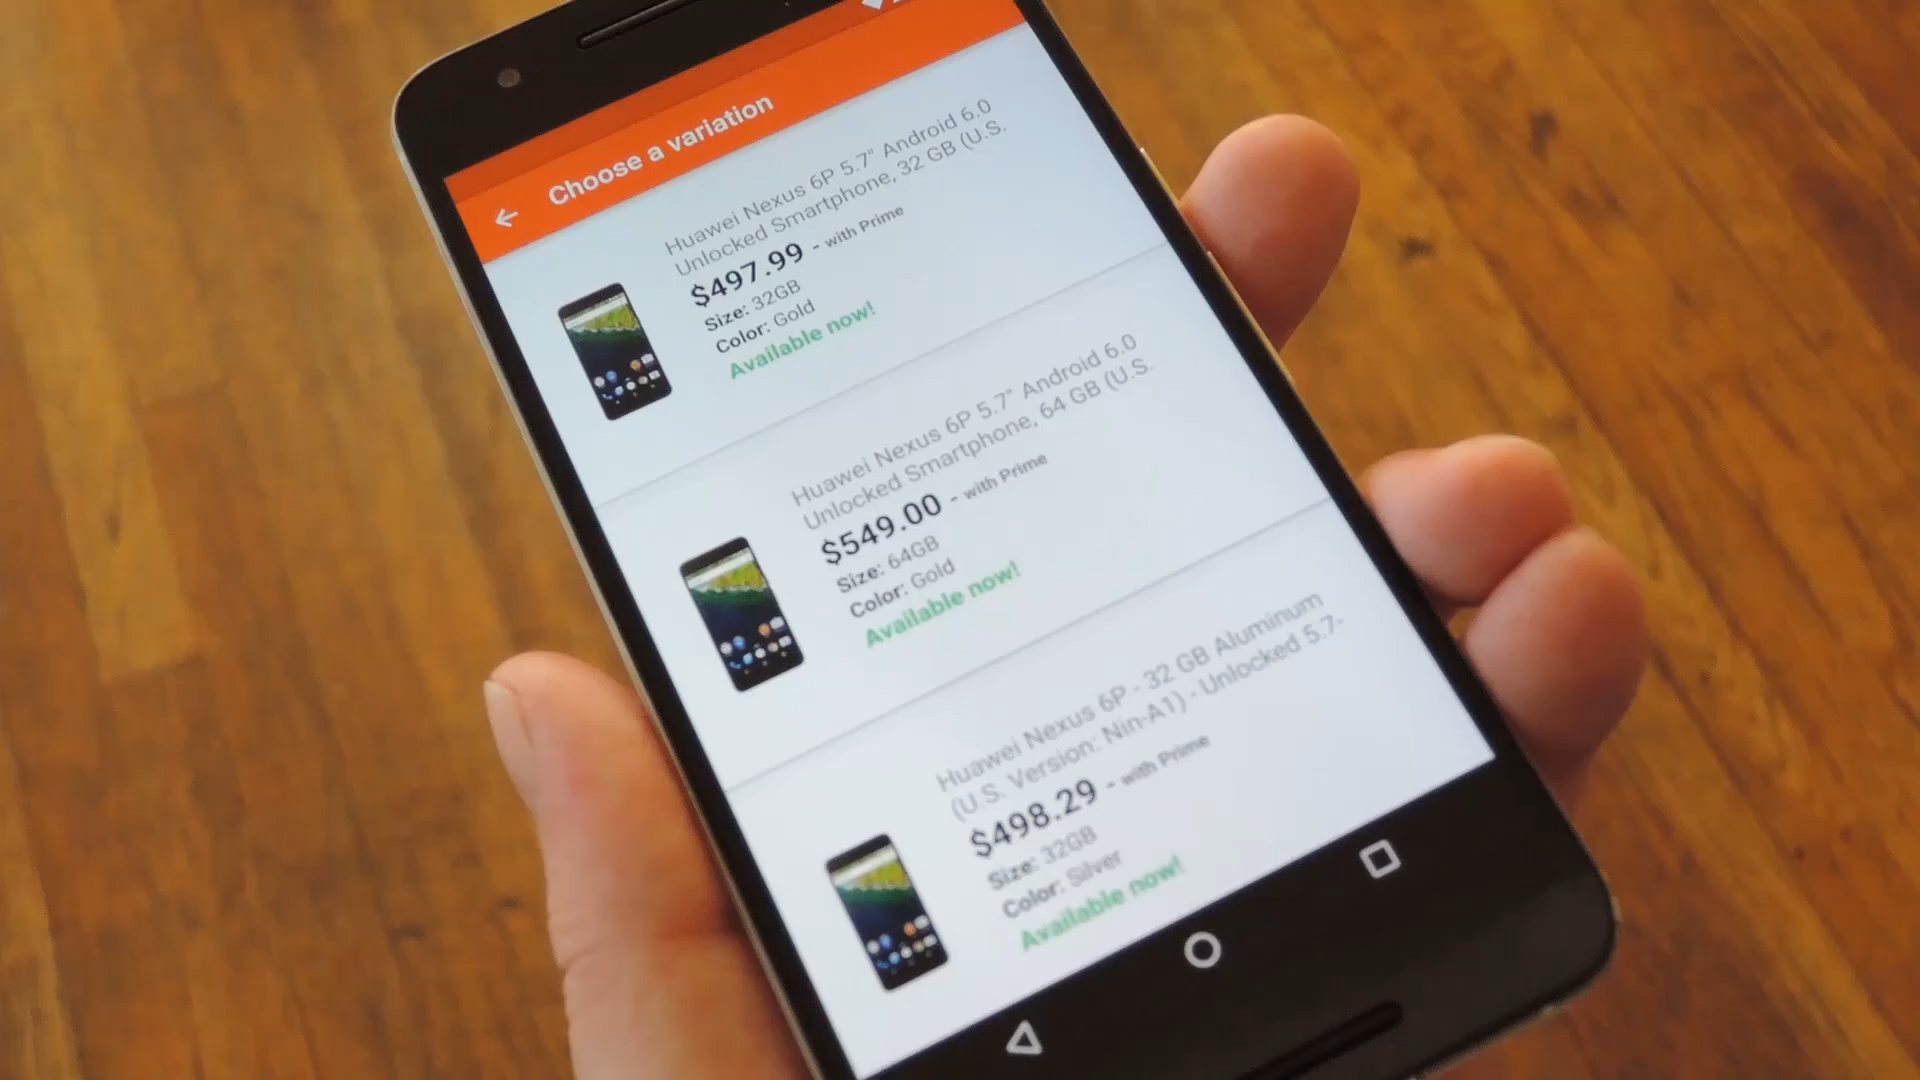 Choose a variation
Huawei Nexus 6P 5.7" Android 6.0
Unlocked Smartphone, 32 GB (U.S.
$497.99 - with Prime
Size: 32GB
Color: Gold
Available now!
Huawei Nexus 6P 5.7" Android 6.0
Unlocked Smartphone, 64 GB (U.S.
$549.00 - with Prime
Size: 64GB
Color: Gold
Available now!
Huawei Nexus 6P - 32 GB Aluminum
(U.S. Version: Nin-A1) - Unlocked 5.7-
$498.29 - with Prime
Size: 32GB
Color: Silver
Available now!